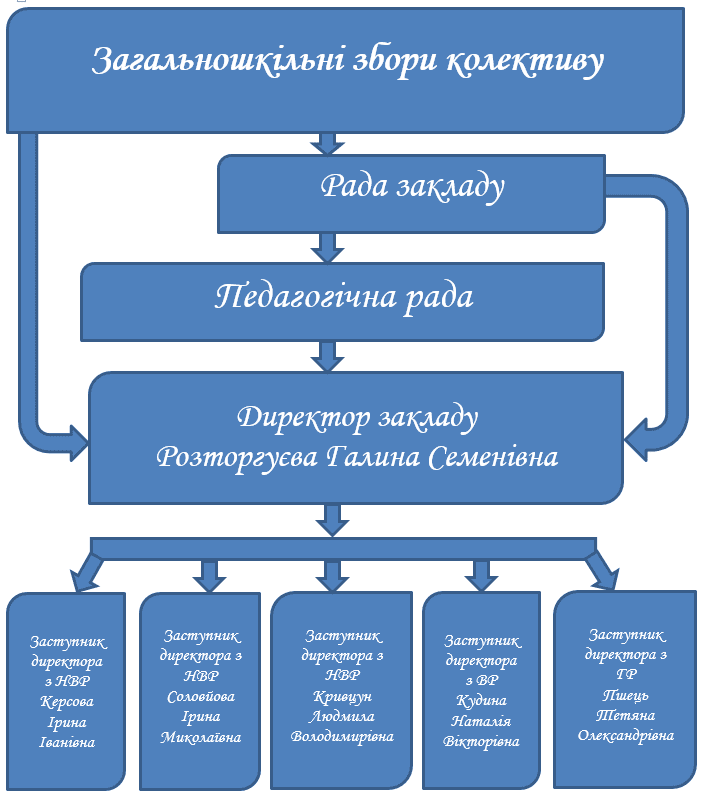 Загальношкільні збори колективу
Рада закладу
Педагогічна рада
Директор закладу
Розторгуєва Галина Семенівна
Заступник
директора
з НВР
Керсова
Ірина
Іванівна
Заступник
директора з
НВР
Соловйова
Ірина
Миколаївна
Заступник
директора з
НВР
Кривцун
Людмила
Володимирівна
Заступник
директора
з ВР
Кудина
Наталія
Вікторівна
Заступник
директора з
ГР
Пшець
Тетяна
Олександрівна